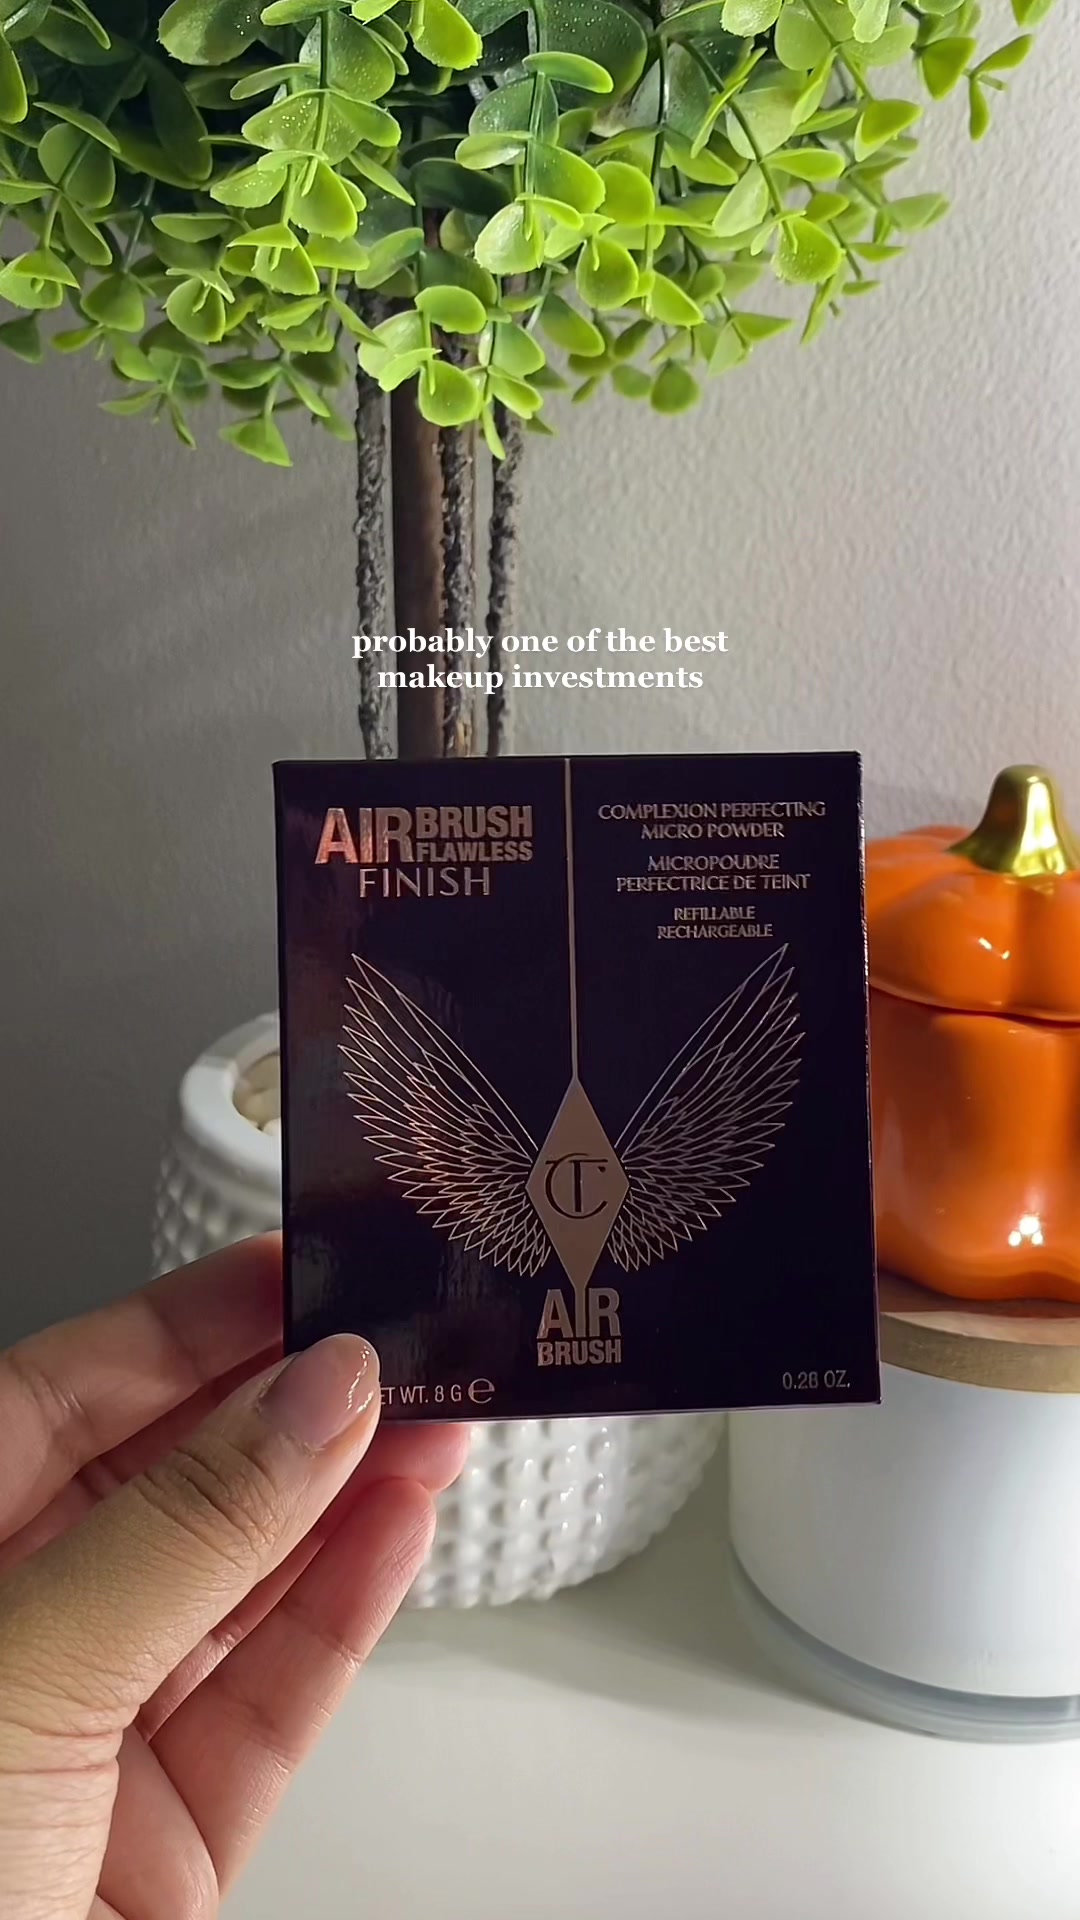 probably one of the best
makeup investments
AIRBRUSH
FLAWLESS
FINISH
COMPLEXION PERFECTING
MICRO POWDER
MICROPOUDRE
PERFECTRICE DE TEINT
REFILLABLE
RECHARGEABLE
CT
AIR
BRUSH
ET WT. 8 G e
0.28 OZ.